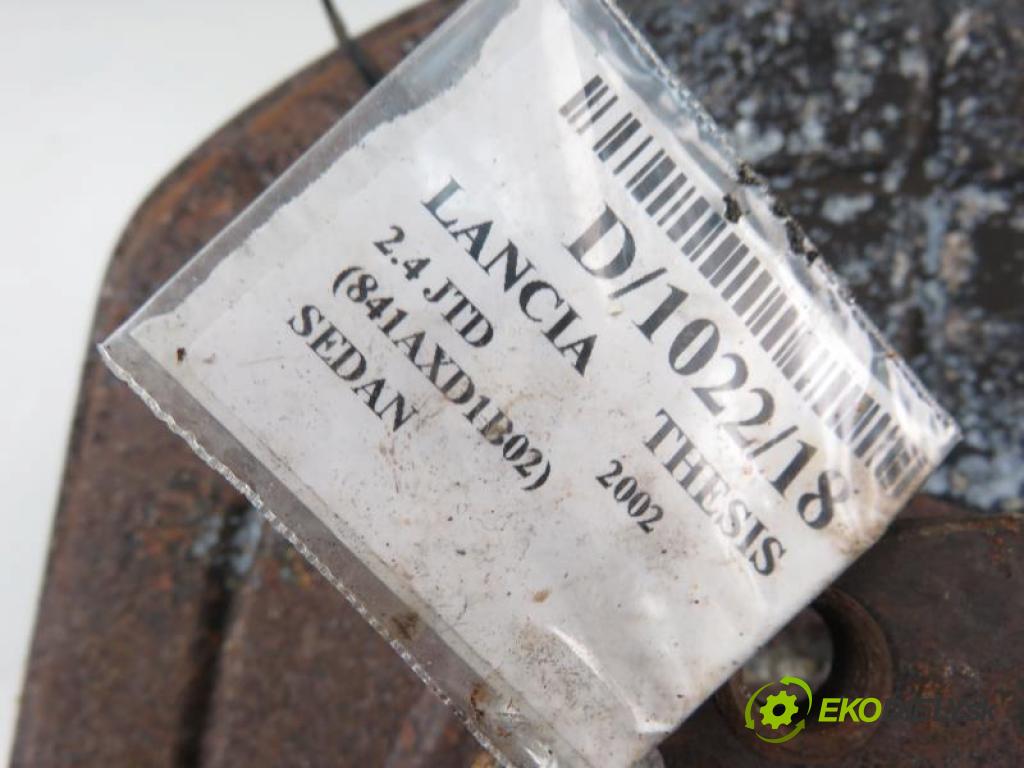 D/1022/18
LANCIA THESIS
2.4 JTD 2002
(841AXD1B02)
SEDAN
EKO